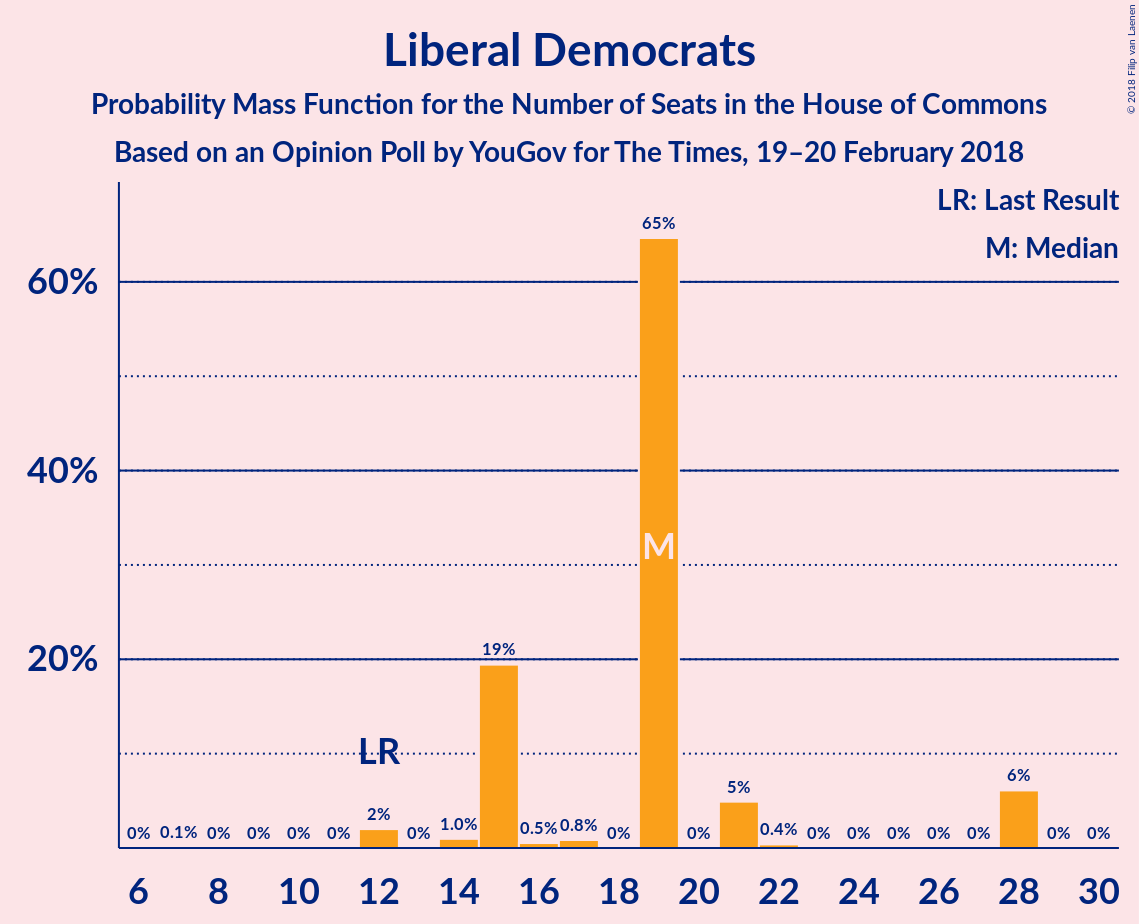 Liberal Democrats
Probability Mass Function for the Number of Seats in the House of Commons
Based on an Opinion Poll by YouGov for The Times, 19–20 February 2018
© 2018 Filip van Laenen
LR: Last Result
M: Median
65%
60%
40%
M
20%
19%
LR
0% 0.1% 0% 0% 0% 0% 2% 0% 1.0% 0.5% 0.8% 0% 0% 5% 0.4% 0% 0% 0% 0% 0% 6% 0% 0%
6 8 10 12 14 16 18 20 22 24 26 28 30